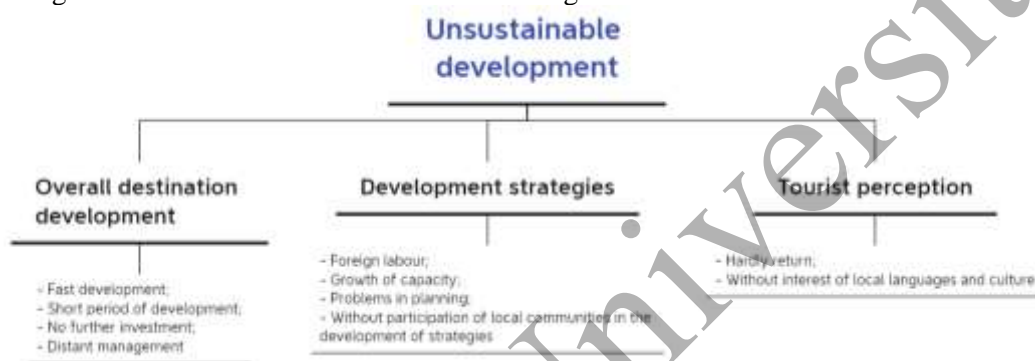 Unsustainable
development
Overall destination
development
Development strategies
Tourist perception
- Fast development;
- Short period of development;
- No further investment;
- Distant management
- Foreign labour;
- Growth of capacity;
- Problems in planning;
- Without participation of local communities in the
development of strategies
- Hardly return;
- Without interest of local languages and culture